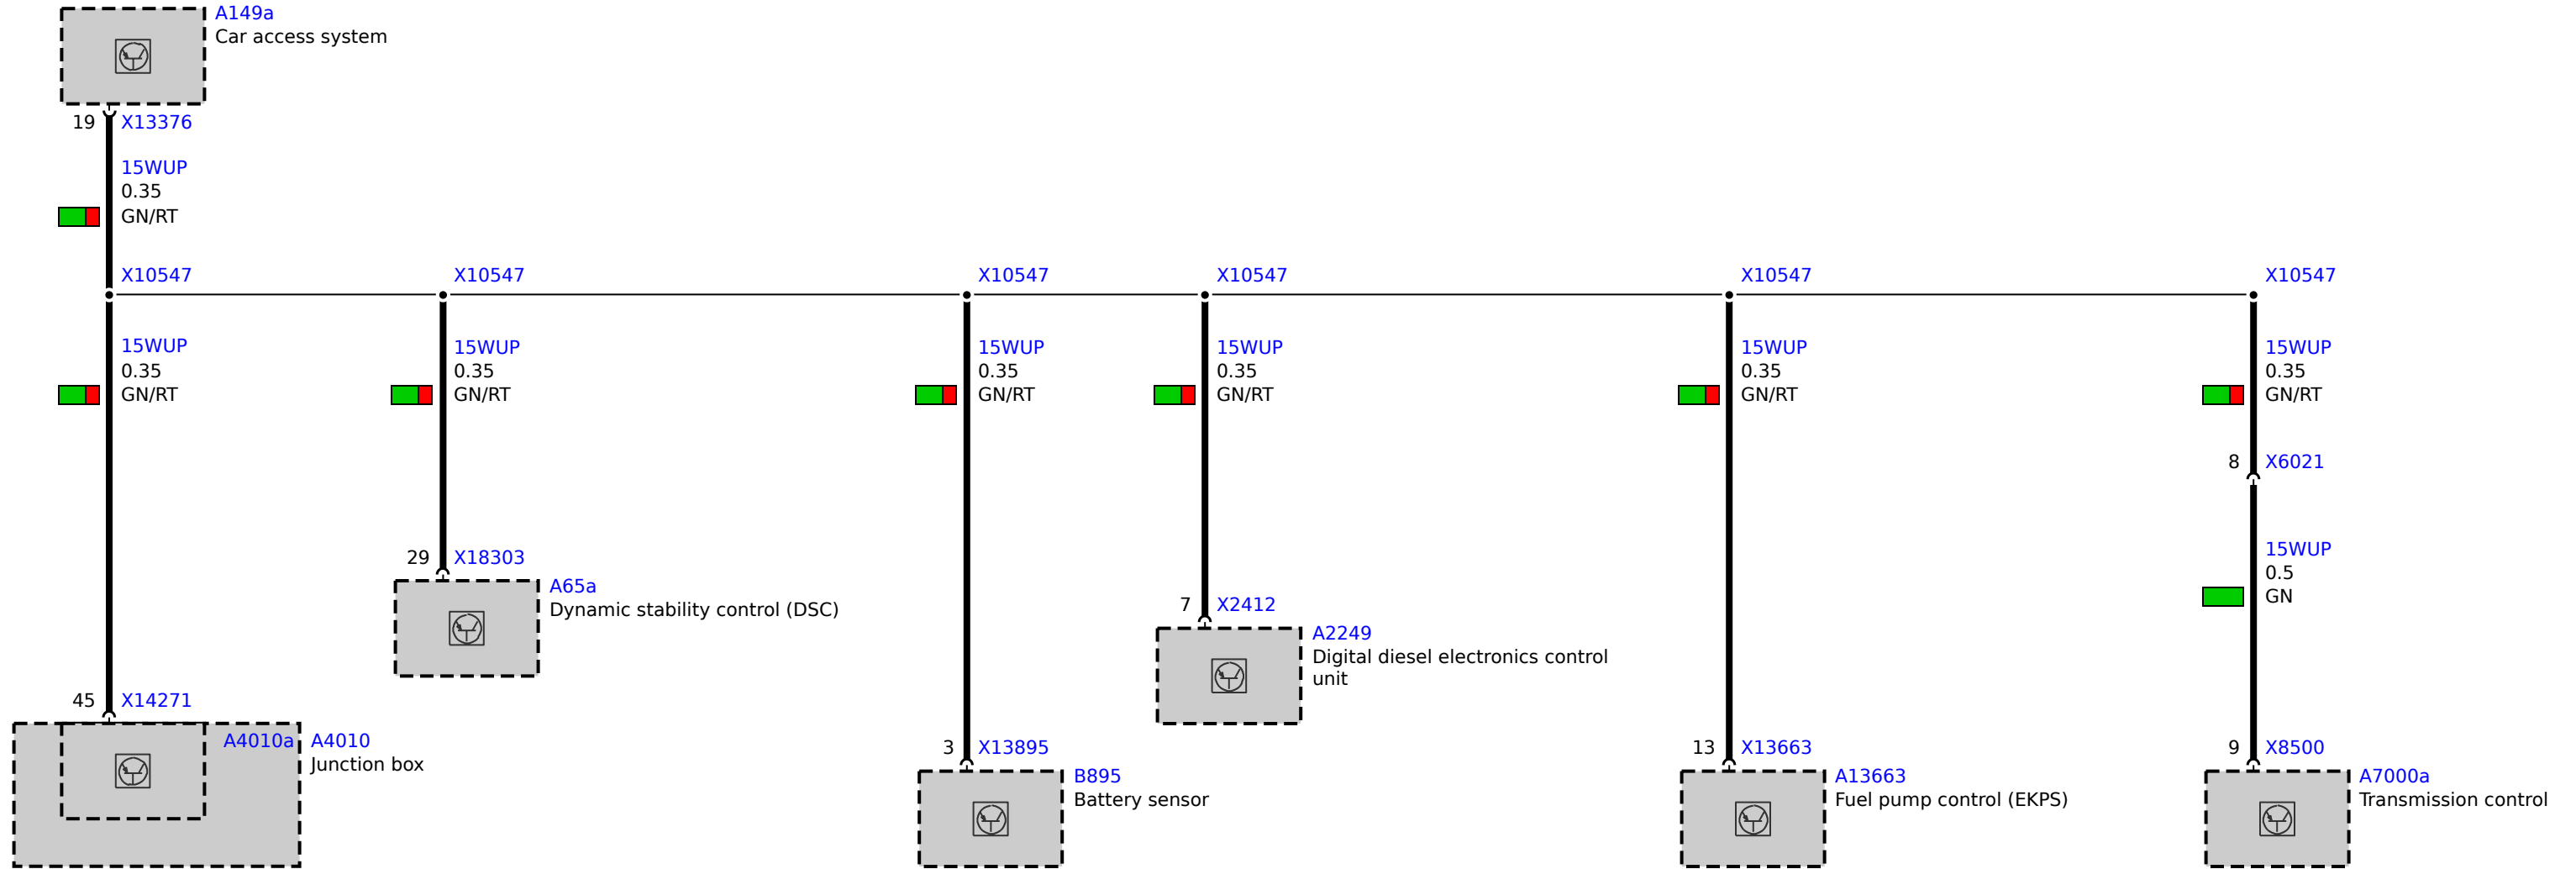 A149a
Car access system
19 X13376
15WUP
0.35
GN/RT
X10547 X10547 X10547 X10547 X10547 X10547
15WUP 15WUP 15WUP 15WUP 15WUP 15WUP
0.35 0.35 0.35 0.35 0.35 0.35
GN/RT GN/RT GN/RT GN/RT GN/RT GN/RT
8 X6021
15WUP
0.5
GN
29 X18303
A65a
Dynamic stability control (DSC)
7 X2412
A2249
Digital diesel electronics control
unit
45 X14271
A4010a A4010
Junction box
3 X13895
B895
Battery sensor
13 X13663
A13663
Fuel pump control (EKPS)
9 X8500
A7000a
Transmission control